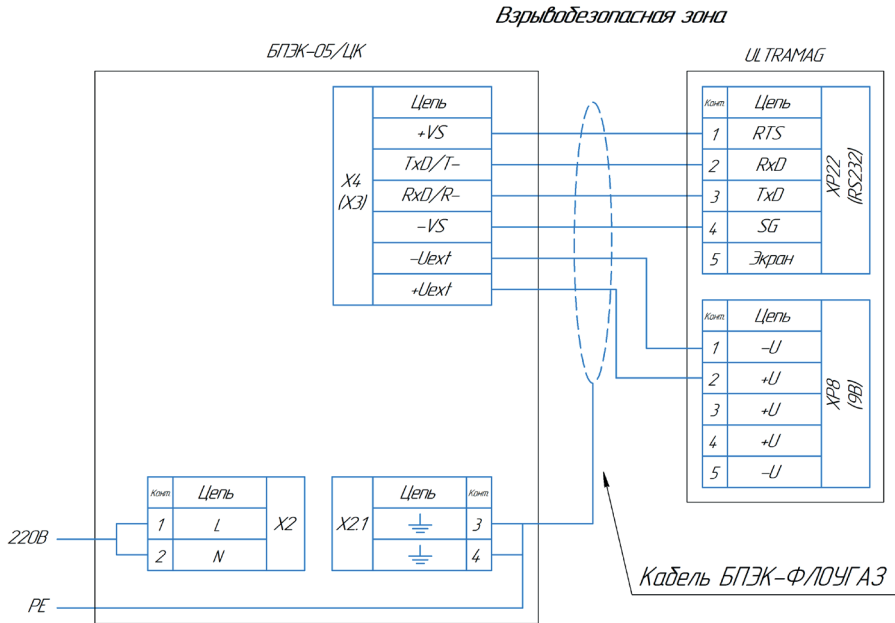 Взрывобезопасная зона
БПЭК-05/ЦК
ULTRAMAG
X4
(X3)
Цепь
+VS
TxD/T-
RxD/R-
-VS
-Uext
+Uext
Конт. Цепь
1 RTS
2 RxD
3 TxD
4 SG
5 Экран
XP22
(RS232)
Конт. Цепь
1 -U
2 +U
3 +U
4 +U
5 -U
XP8
(9В)
Конт. Цепь
1 L
2 N
X2
X2.1
Цепь Конт.
3
4
220В
PE
Кабель БПЭК-ФЛОУГАЗ